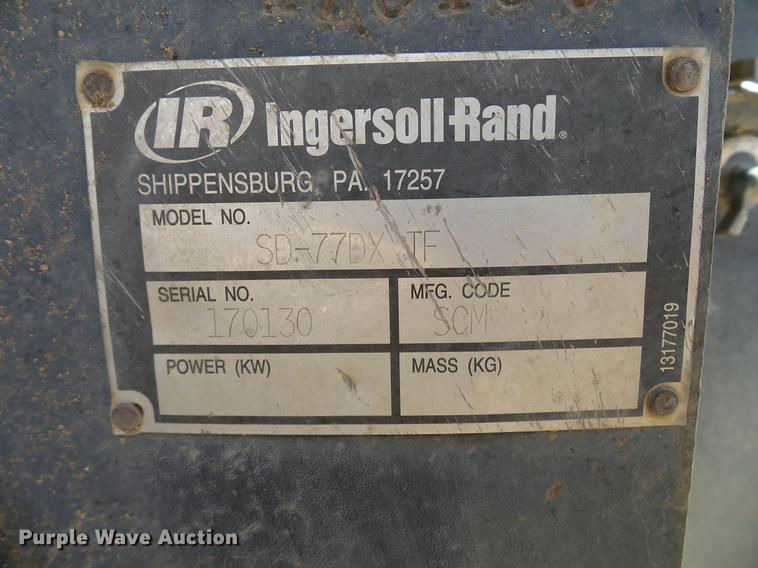 IR Ingersoll-Rand®
SHIPPENSBURG, PA. 17257
MODEL NO.
SD-77DX TF
SERIAL NO.
170130
MFG. CODE
SCM
POWER (KW)
MASS (KG)
13177019
Purple Wave Auction